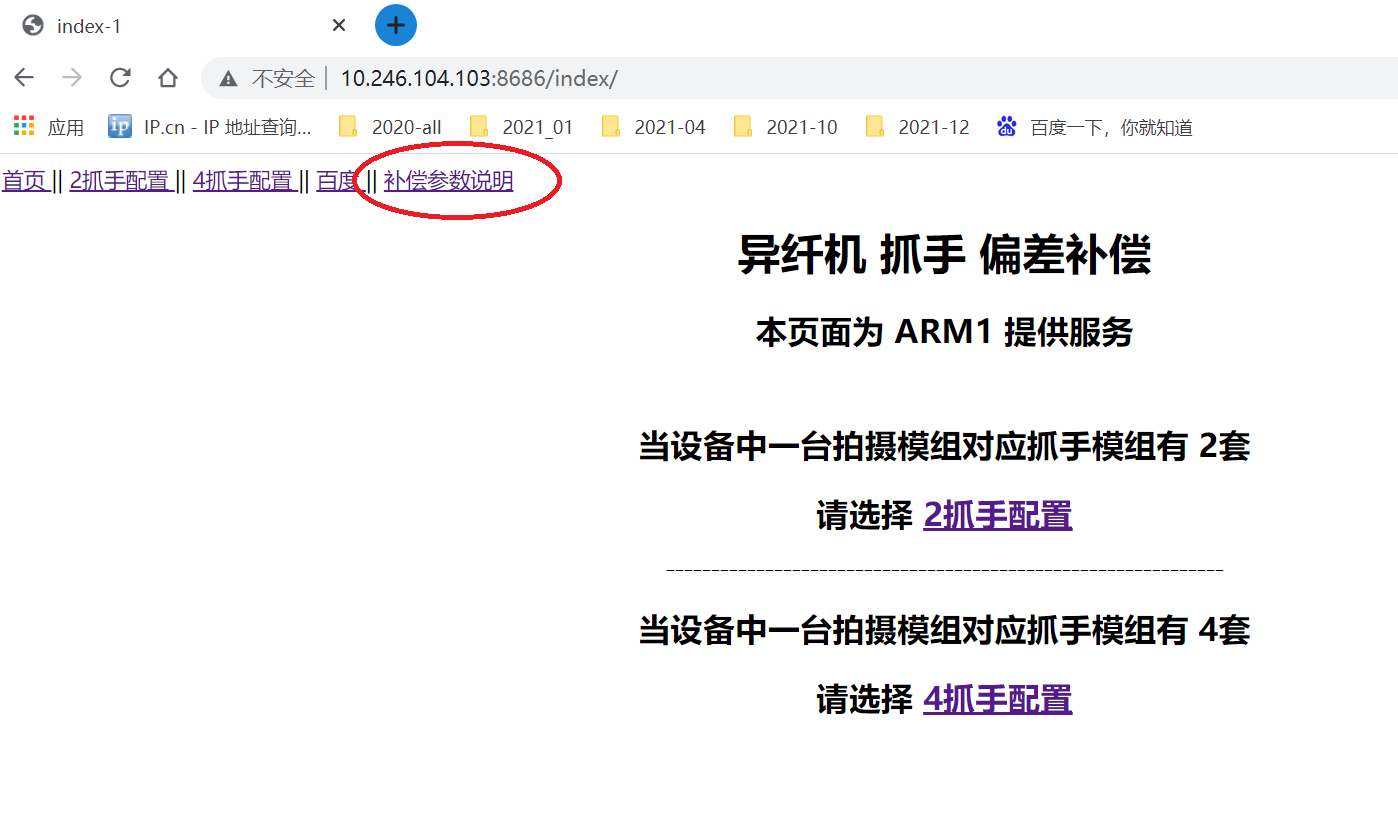 index-1
不安全 10.246.104.103:8686/index/
应用 ip IP.cn - IP 地址查询... 2020-all 2021_01 2021-04 2021-10 2021-12 du 百度一下，你就知道
首页 || 2抓手配置 || 4抓手配置 || 百度 || 补偿参数说明
异纤机 抓手 偏差补偿
本页面为 ARM1 提供服务
当设备中一台拍摄模组对应抓手模组有 2套
请选择 2抓手配置
--------------------------------------------------------------
当设备中一台拍摄模组对应抓手模组有 4套
请选择 4抓手配置